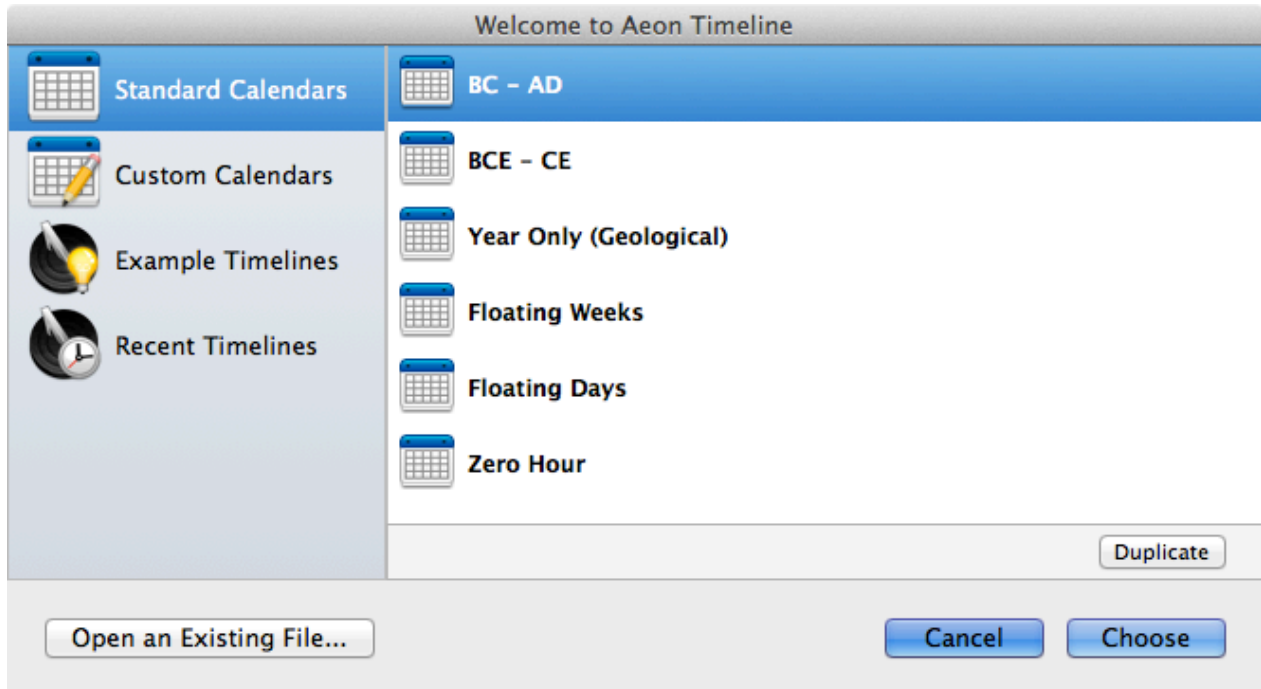 Welcome to Aeon Timeline
Standard Calendars
Custom Calendars
Example Timelines
Recent Timelines
BC – AD
BCE – CE
Year Only (Geological)
Floating Weeks
Floating Days
Zero Hour
Duplicate
Open an Existing File...
Cancel
Choose